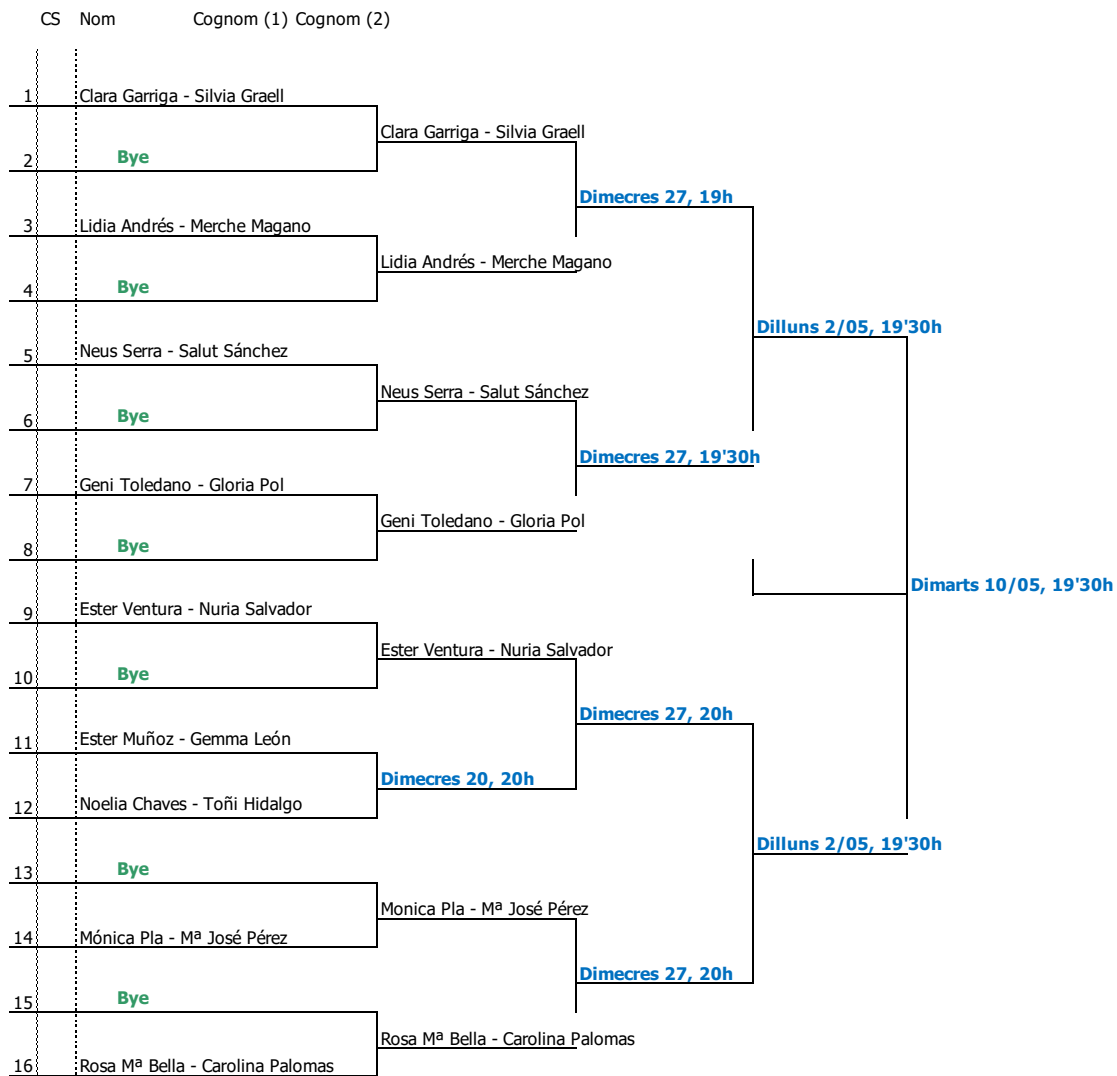 CS Nom Cognom (1) Cognom (2)
1 Clara Garriga - Silvia Graell
Clara Garriga - Silvia Graell
2 Bye
Dimecres 27, 19h
3 Lidia Andrés - Merche Magano
Lidia Andrés - Merche Magano
4 Bye
Dilluns 2/05, 19'30h
5 Neus Serra - Salut Sánchez
Neus Serra - Salut Sánchez
6 Bye
Dimecres 27, 19'30h
7 Geni Toledano - Gloria Pol
Geni Toledano - Gloria Pol
8 Bye
Dimarts 10/05, 19'30h
9 Ester Ventura - Nuria Salvador
Ester Ventura - Nuria Salvador
10 Bye
Dimecres 27, 20h
11 Ester Muñoz - Gemma León
Dimecres 20, 20h
12 Noelia Chaves - Toñi Hidalgo
Dilluns 2/05, 19'30h
13 Bye
Monica Pla - Mª José Pérez
14 Mónica Pla - Mª José Pérez
Dimecres 27, 20h
15 Bye
Rosa Mª Bella - Carolina Palomas
16 Rosa Mª Bella - Carolina Palomas